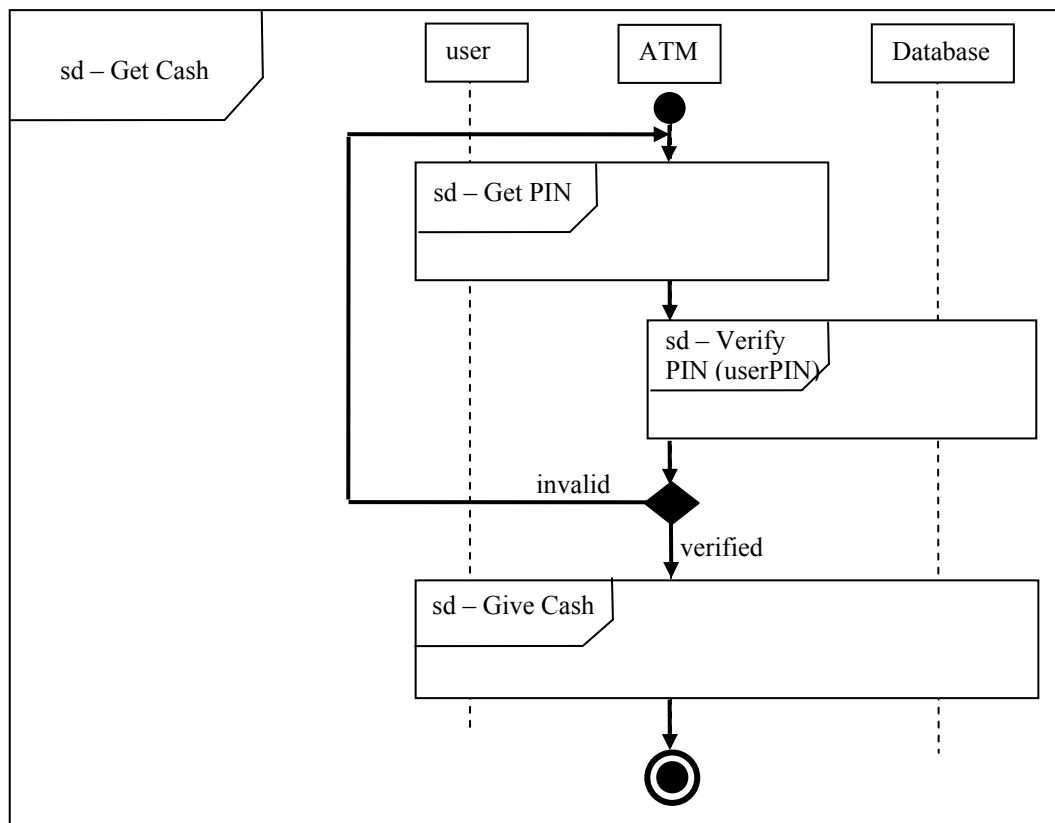 sd – Get Cash
user
ATM
Database
sd – Get PIN
sd – Verify
PIN (userPIN)
invalid
verified
sd – Give Cash